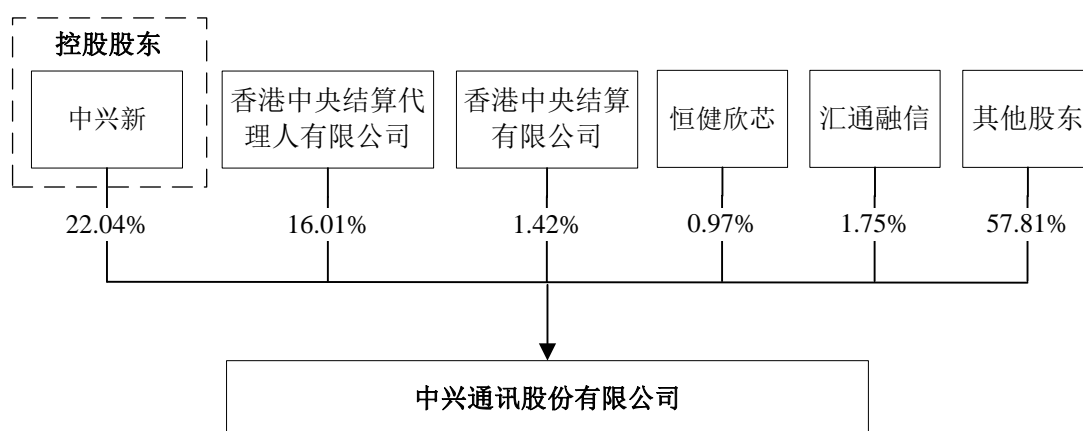 控股股东
中兴新
香港中央结算代
理人有限公司
香港中央结算
有限公司
恒健欣芯
汇通融信
其他股东
22.04%
16.01%
1.42%
0.97%
1.75%
57.81%
中兴通讯股份有限公司